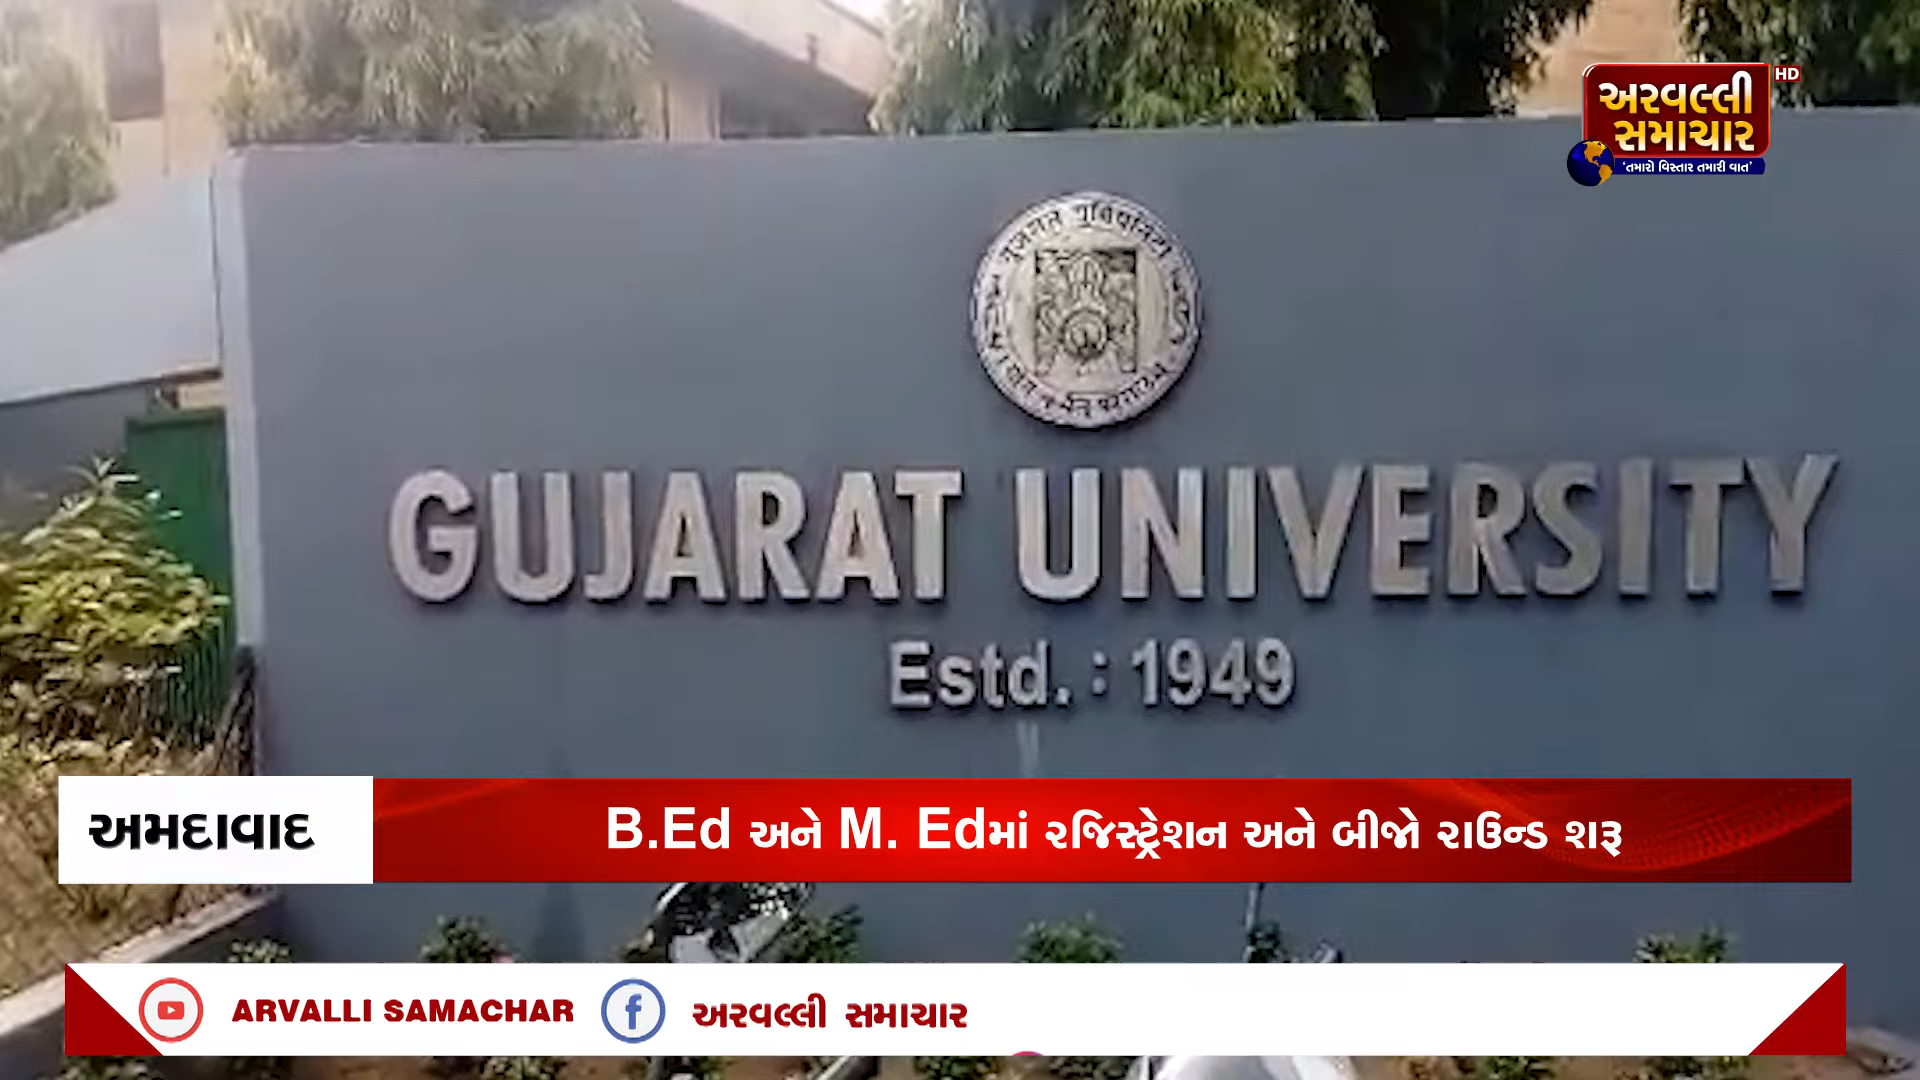 અરવલ્લી HD
સમાચાર
'તમારો વિસ્તાર તમારી વાત'
GUJARAT UNIVERSITY
Estd. : 1949
અમદાવાદ
B.Ed અને M. Edમાં રજિસ્ટ્રેશન અને બીજો રાઉન્ડ શરૂ
ARVALLI SAMACHAR
અરવલ્લી સમાચાર